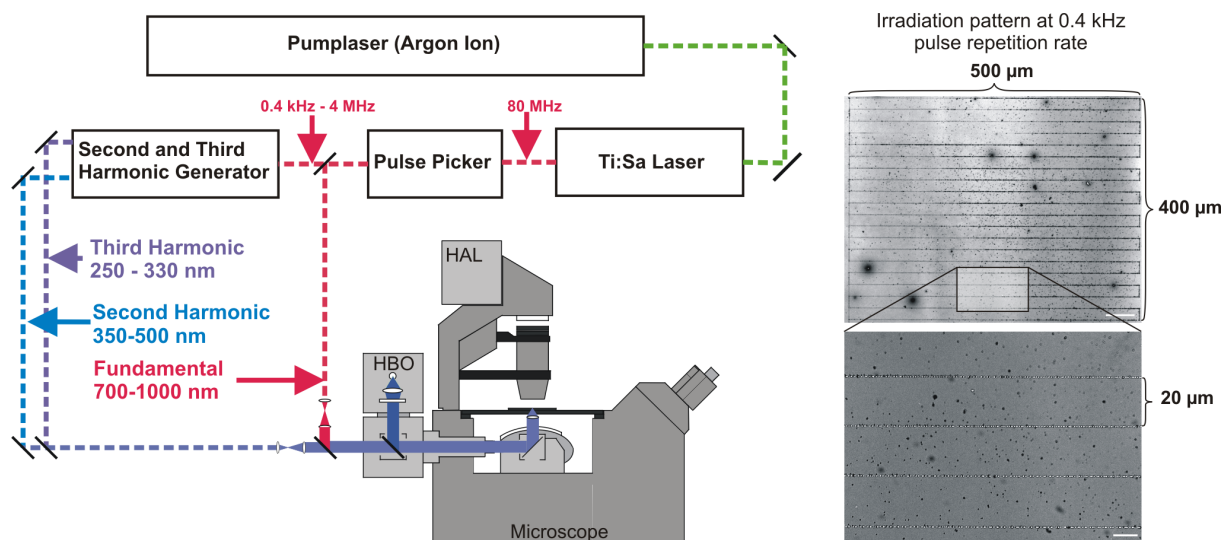 Pumplaser (Argon Ion)
0.4 kHz - 4 MHz
80 MHz
Second and Third
Harmonic Generator
Pulse Picker
Ti:Sa Laser
Third Harmonic
250 - 330 nm
Second Harmonic
350-500 nm
Fundamental
700-1000 nm
HAL
HBO
Microscope
Irradiation pattern at 0.4 kHz
pulse repetition rate
500 µm
400 µm
20 µm